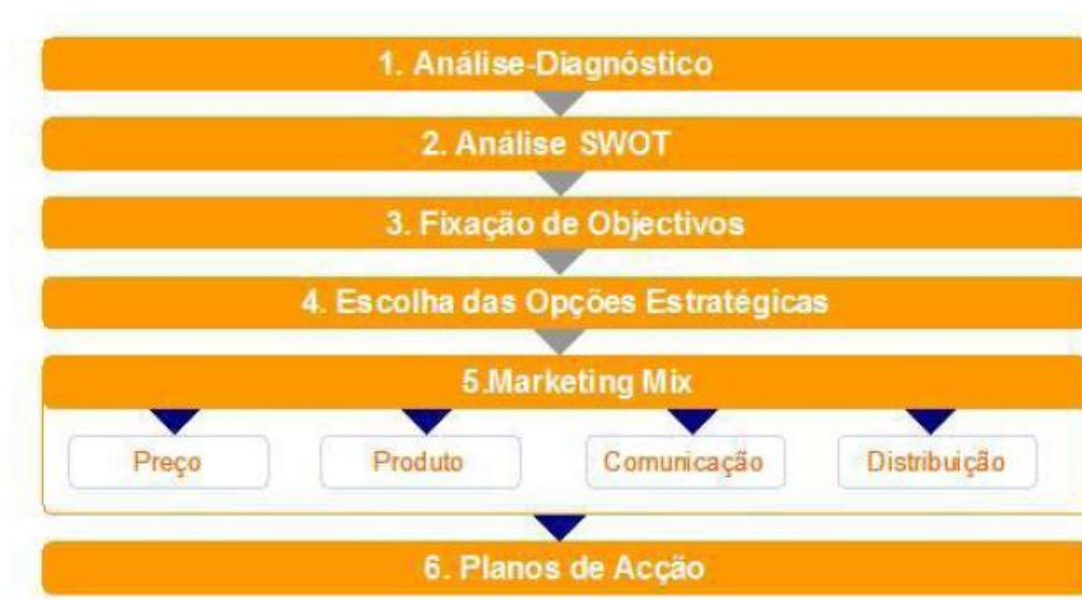 1. Análise-Diagnóstico
2. Análise SWOT
3. Fixação de Objectivos
4. Escolha das Opções Estratégicas
5.Marketing Mix
Preço
Produto
Comunicação
Distribuição
6. Planos de Acção